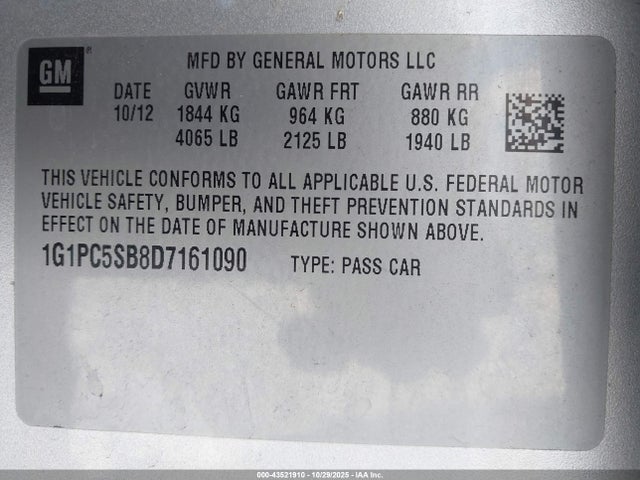 GM ®
MFD BY GENERAL MOTORS LLC
DATE GVWR GAWR FRT GAWR RR
10/12 1844 KG 964 KG 880 KG
4065 LB 2125 LB 1940 LB
THIS VEHICLE CONFORMS TO ALL APPLICABLE U.S. FEDERAL MOTOR
VEHICLE SAFETY, BUMPER, AND THEFT PREVENTION STANDARDS IN
EFFECT ON THE DATE OF MANUFACTURE SHOWN ABOVE.
1G1PC5SB8D7161090 TYPE: PASS CAR
000-43521910 - 10/29/2025 - IAA Inc.